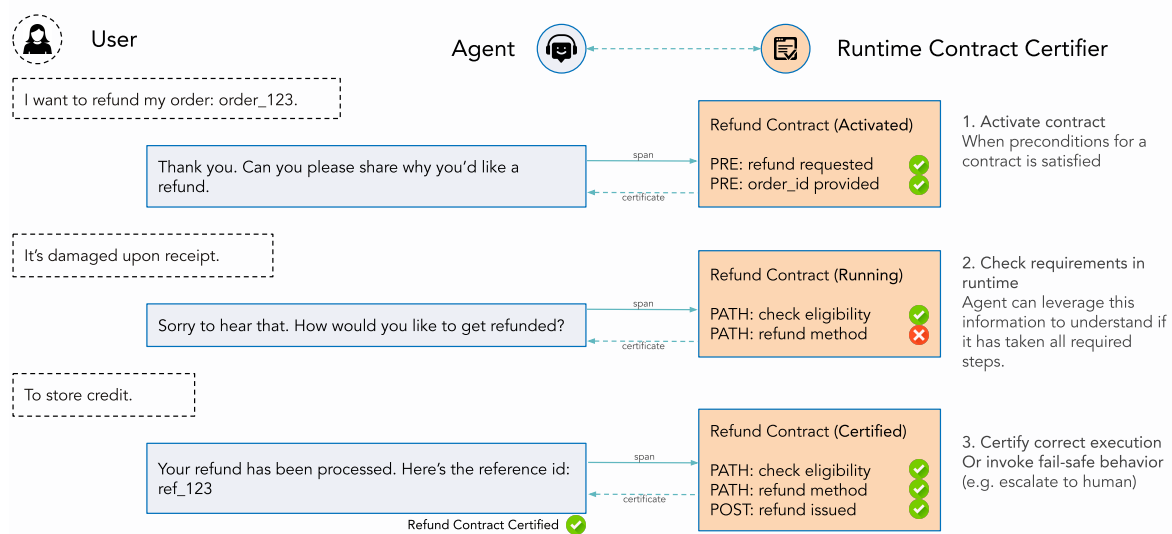 User
Agent
Runtime Contract Certifier
I want to refund my order: order_123.
Thank you. Can you please share why you'd like a
refund.
span
certificate
Refund Contract (Activated)
PRE: refund requested
PRE: order_id provided
1. Activate contract
When preconditions for a
contract is satisfied
It's damaged upon receipt.
Sorry to hear that. How would you like to get refunded?
span
certificate
Refund Contract (Running)
PATH: check eligibility
PATH: refund method
2. Check requirements in
runtime
Agent can leverage this
information to understand if
it has taken all required
steps.
To store credit.
Your refund has been processed. Here's the reference id:
ref_123
Refund Contract Certified
span
certificate
Refund Contract (Certified)
PATH: check eligibility
PATH: refund method
POST: refund issued
3. Certify correct execution
Or invoke fail-safe behavior
(e.g. escalate to human)